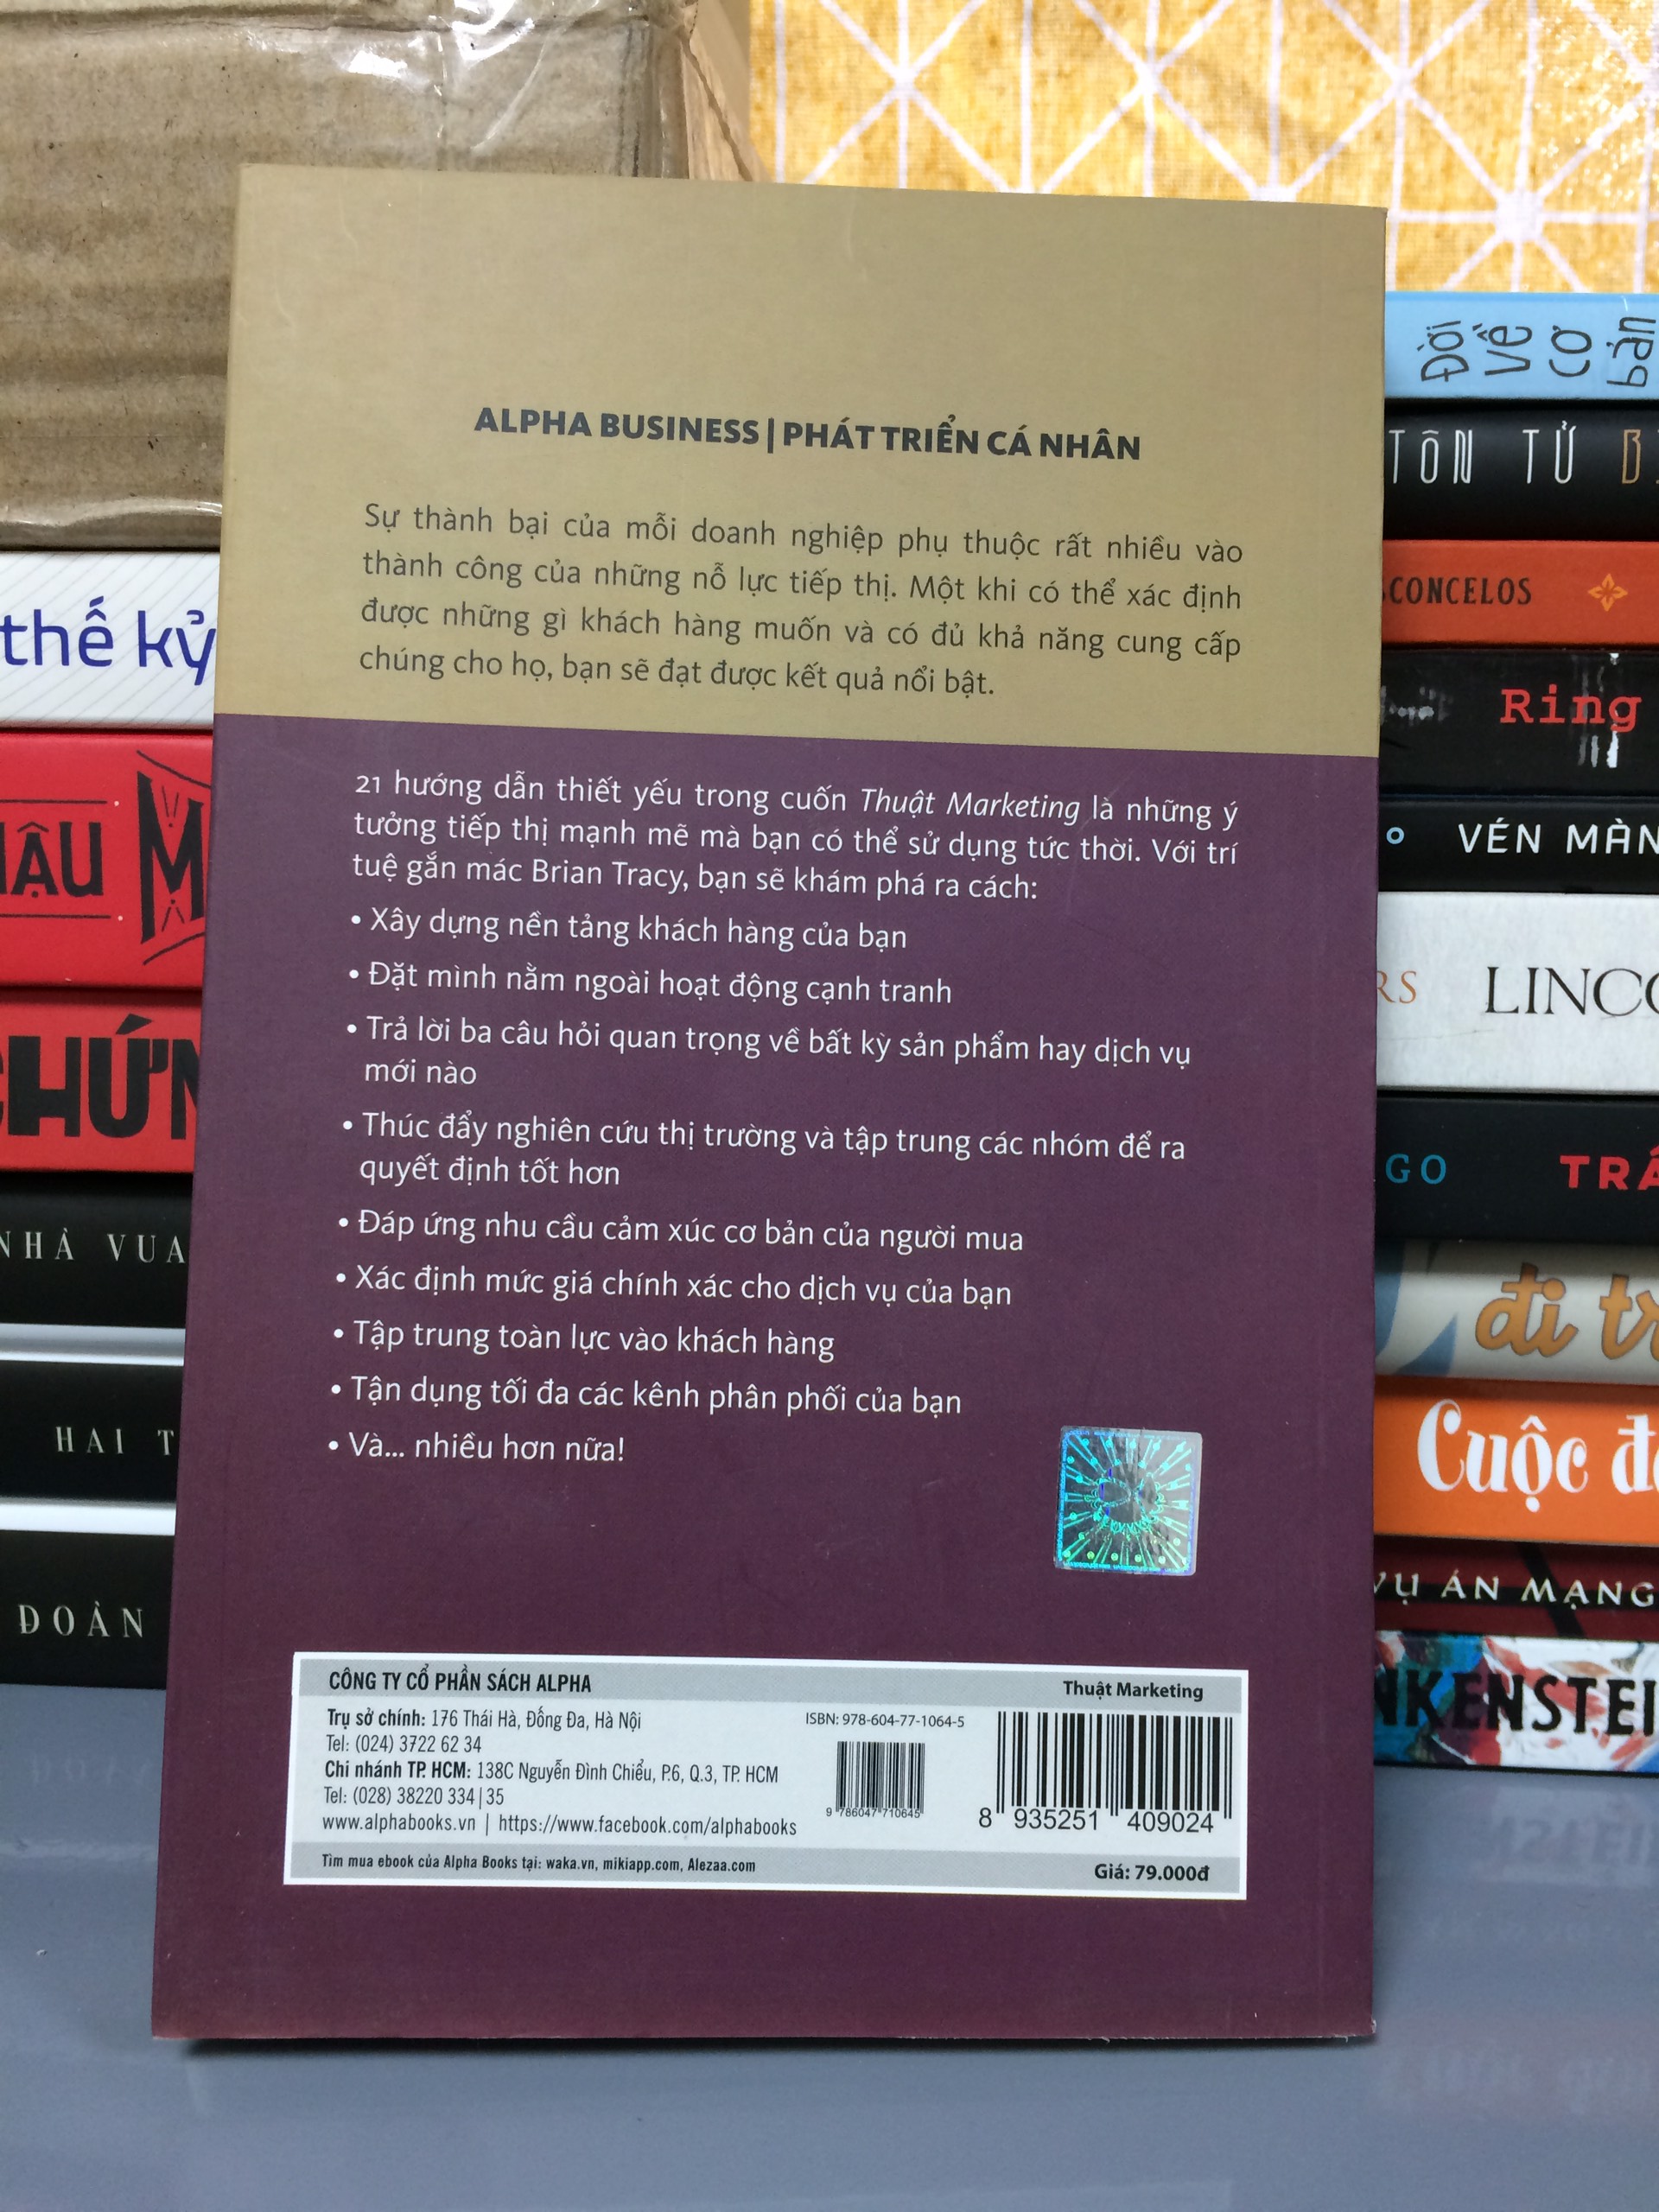 ALPHA BUSINESS | PHÁT TRIỂN CÁ NHÂN
Sự thành bại của mỗi doanh nghiệp phụ thuộc rất nhiều vào
thành công của những nỗ lực tiếp thị. Một khi có thể xác định
được những gì khách hàng muốn và có đủ khả năng cung cấp
chúng cho họ, bạn sẽ đạt được kết quả nổi bật.
21 hướng dẫn thiết yếu trong cuốn Thuật Marketing là những ý
tưởng tiếp thị mạnh mẽ mà bạn có thể sử dụng tức thời. Với trí
tuệ gắn mác Brian Tracy, bạn sẽ khám phá ra cách:
• Xây dựng nền tảng khách hàng của bạn
• Đặt mình nằm ngoài hoạt động cạnh tranh
• Trả lời ba câu hỏi quan trọng về bất kỳ sản phẩm hay dịch vụ
mới nào
• Thúc đẩy nghiên cứu thị trường và tập trung các nhóm để ra
quyết định tốt hơn
• Đáp ứng nhu cầu cảm xúc cơ bản của người mua
• Xác định mức giá chính xác cho dịch vụ của bạn
• Tập trung toàn lực vào khách hàng
• Tận dụng tối đa các kênh phân phối của bạn
• Và... nhiều hơn nữa!
CÔNG TY CỔ PHẦN SÁCH ALPHA
Trụ sở chính: 176 Thái Hà, Đống Đa, Hà Nội
Tel: (024) 3722 62 34
Chi nhánh TP. HCM: 138C Nguyễn Đình Chiểu, P.6, Q.3, TP. HCM
Tel: (028) 38220 334 | 35
www.alphabooks.vn | https://www.facebook.com/alphabooks
Tìm mua ebook của Alpha Books tại: waka.vn, mikiapp.com, Alezaa.com
ISBN: 978-604-77-1064-5
9 786047 710645
Thuật Marketing
8 935251 409024
Giá: 79.000đ
thế kỷ
HẬU M
CHỨN
NHÀ VUA
HAI T
ĐOÀN
Đời về cơ bản
TÔN TỬ B
CONCELOS
Ring
VÉN MÀN
RS LINCO
GO TRÁ
đi tr
Cuộc đ
VỤ ÁN MẠNG
NKENSTEI